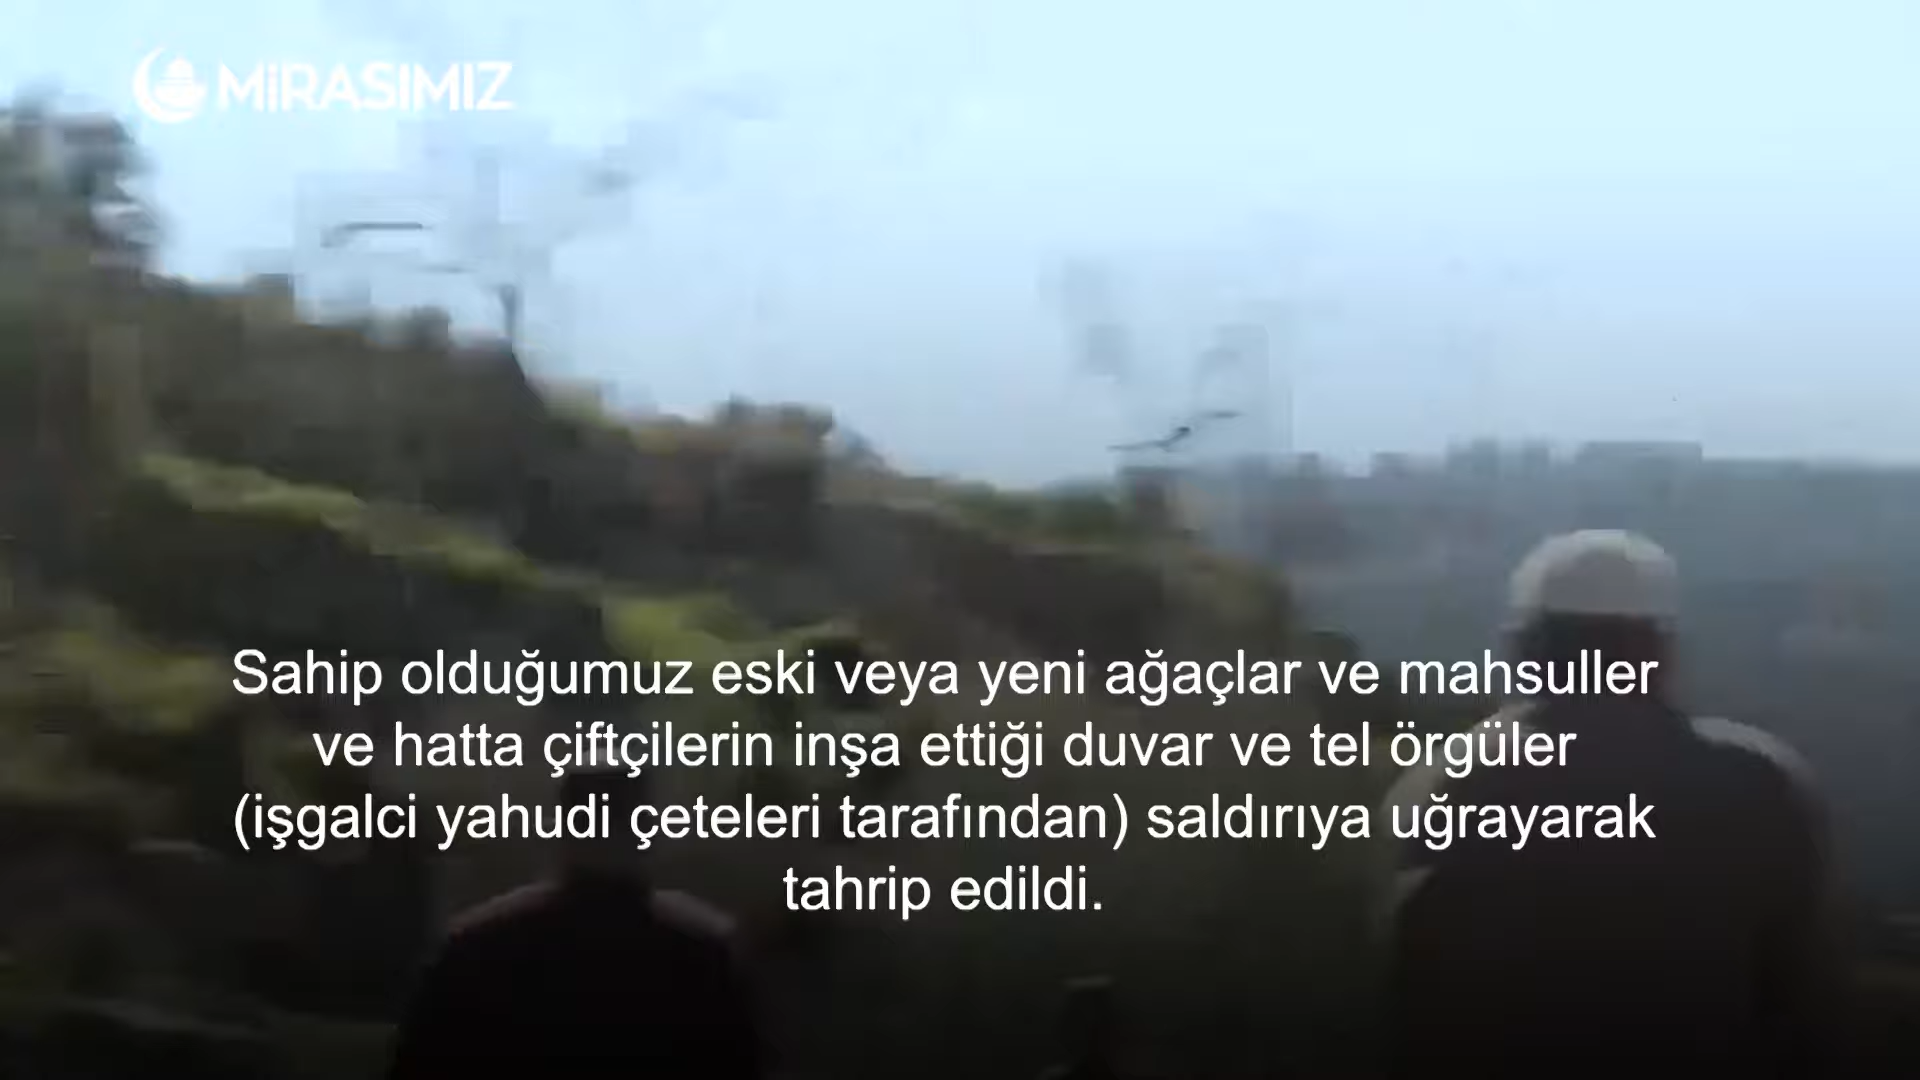 MiRASIMIZ
Sahip olduğumuz eski veya yeni ağaçlar ve mahsuller
ve hatta çiftçilerin inşa ettiği duvar ve tel örgüler
(işgalci yahudi çeteleri tarafından) saldırıya uğrayarak
tahrip edildi.